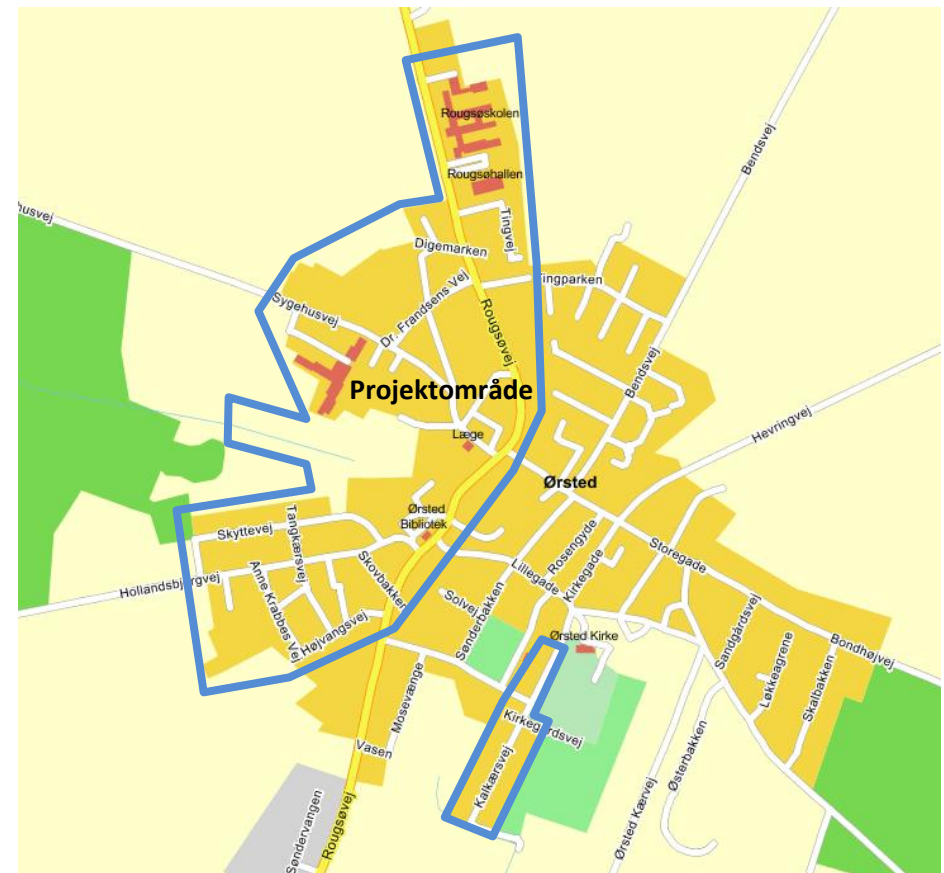 Rougsøskolen
Rougsøhallen
Bendsvej
husvej
Tingvej
Digemarken
Tingparken
Sygehusvej
Dr. Frandsens Vej
Rougsøvej
Projektområde
Bendsvej
Hevringvej
Læge
Ørsted
Ørsted
Bibliotek
Skyttevej
Tangkærsvej
Rosengyde
Storegade
Hollandsbjergvej
Anne Krabbes Vej
Skovbakken
Lillegade
Kirkegade
Solvej
Sønderbakken
Højvangsvej
Ørsted Kirke
Sandgårdsvej
Bondhøjvej
Løkkeagrene
Skalbakken
Mosevænge
Kirkegårdsvej
Vasen
Kalkærsvej
Østerbakken
Ørsted Kærvej
Søndervangen
Rougsøvej